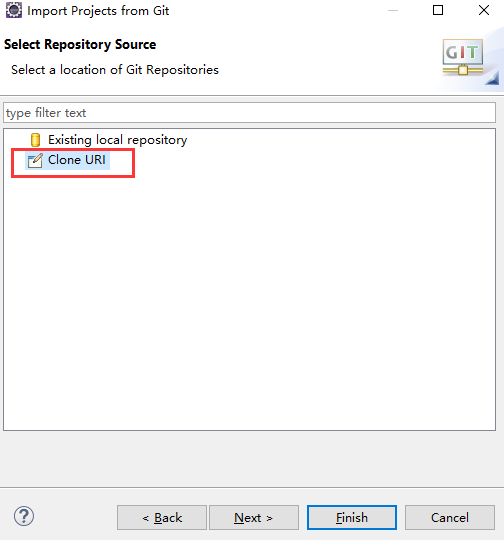 Import Projects from Git
Select Repository Source
Select a location of Git Repositories
GIT
type filter text
Existing local repository
Clone URI
?
< Back
Next >
Finish
Cancel